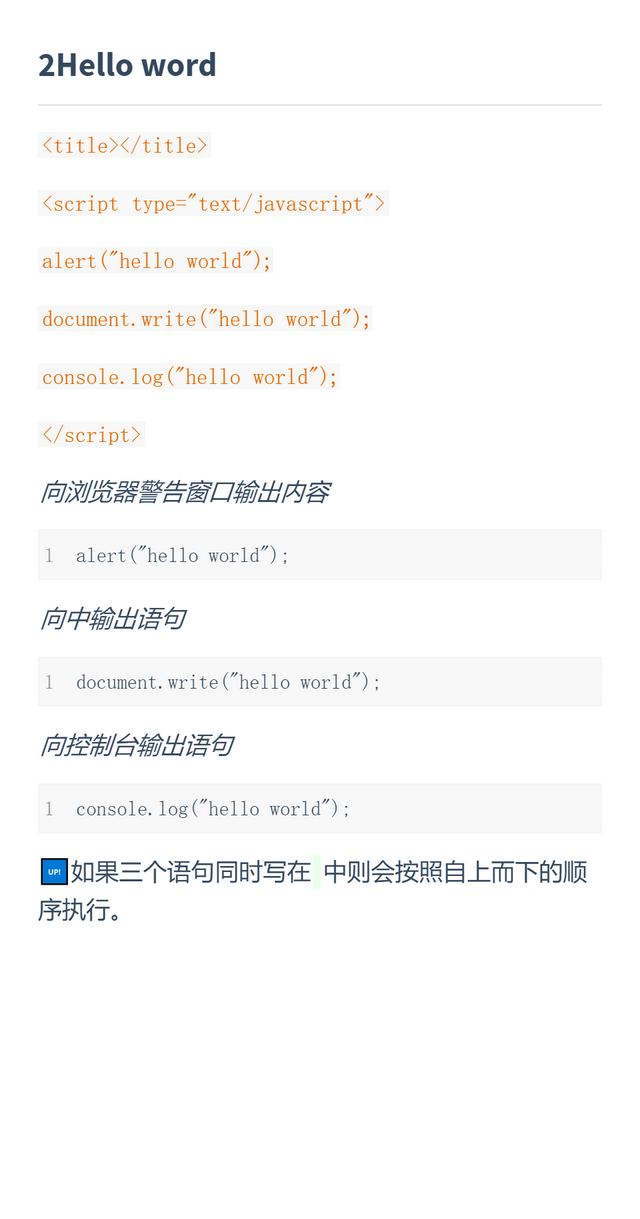 2Hello word
<title></title>
<script type="text/javascript">
alert("hello world");
document.write("hello world");
console.log("hello world");
</script>
向浏览器警告窗口输出内容
1 alert("hello world");
向中输出语句
1 document.write("hello world");
向控制台输出语句
1 console.log("hello world");
UP!如果三个语句同时写在 中则会按照自上而下的顺
序执行。